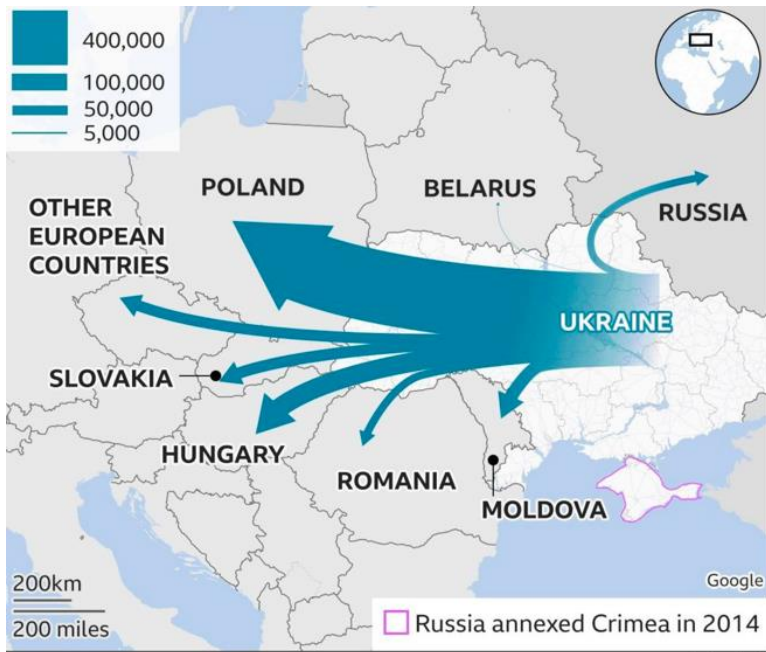 400,000
100,000
50,000
5,000
POLAND
BELARUS
RUSSIA
OTHER
EUROPEAN
COUNTRIES
UKRAINE
SLOVAKIA
HUNGARY
ROMANIA
MOLDOVA
200km
200 miles
Google
Russia annexed Crimea in 2014